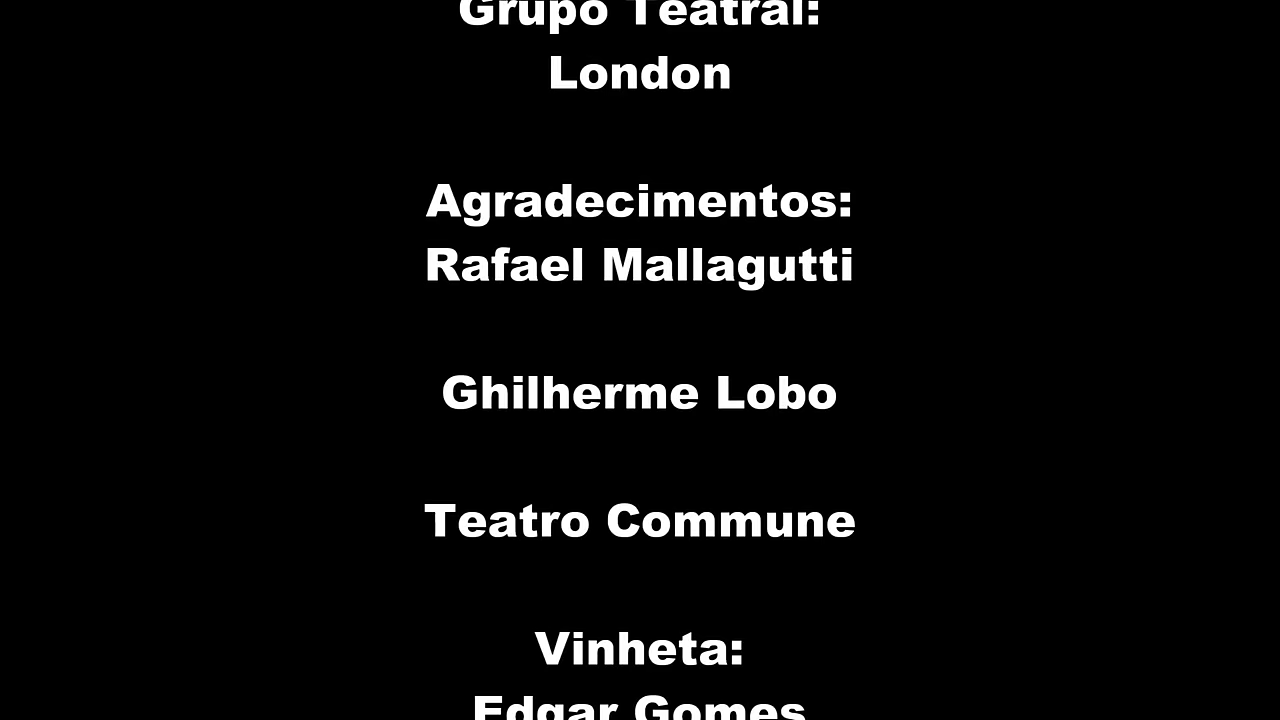 Grupo Teatral:
London
Agradecimentos:
Rafael Mallagutti
Ghilherme Lobo
Teatro Commune
Vinheta:
Edgar Gomes